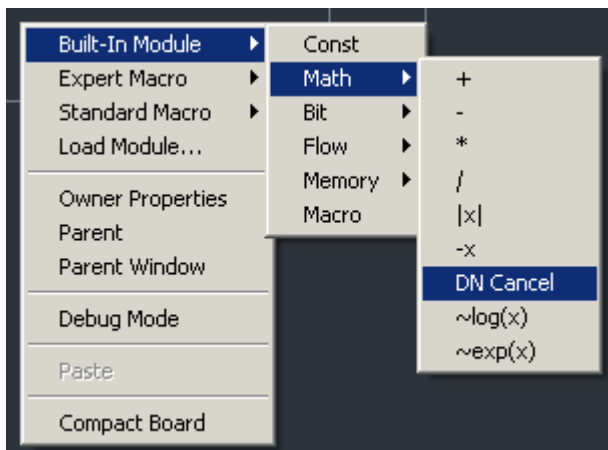 Built-In Module
Expert Macro
Standard Macro
Load Module...
Owner Properties
Parent
Parent Window
Debug Mode
Paste
Compact Board
Const
Math
Bit
Flow
Memory
Macro
+
-
*
/
|x|
-x
DN Cancel
~log(x)
~exp(x)